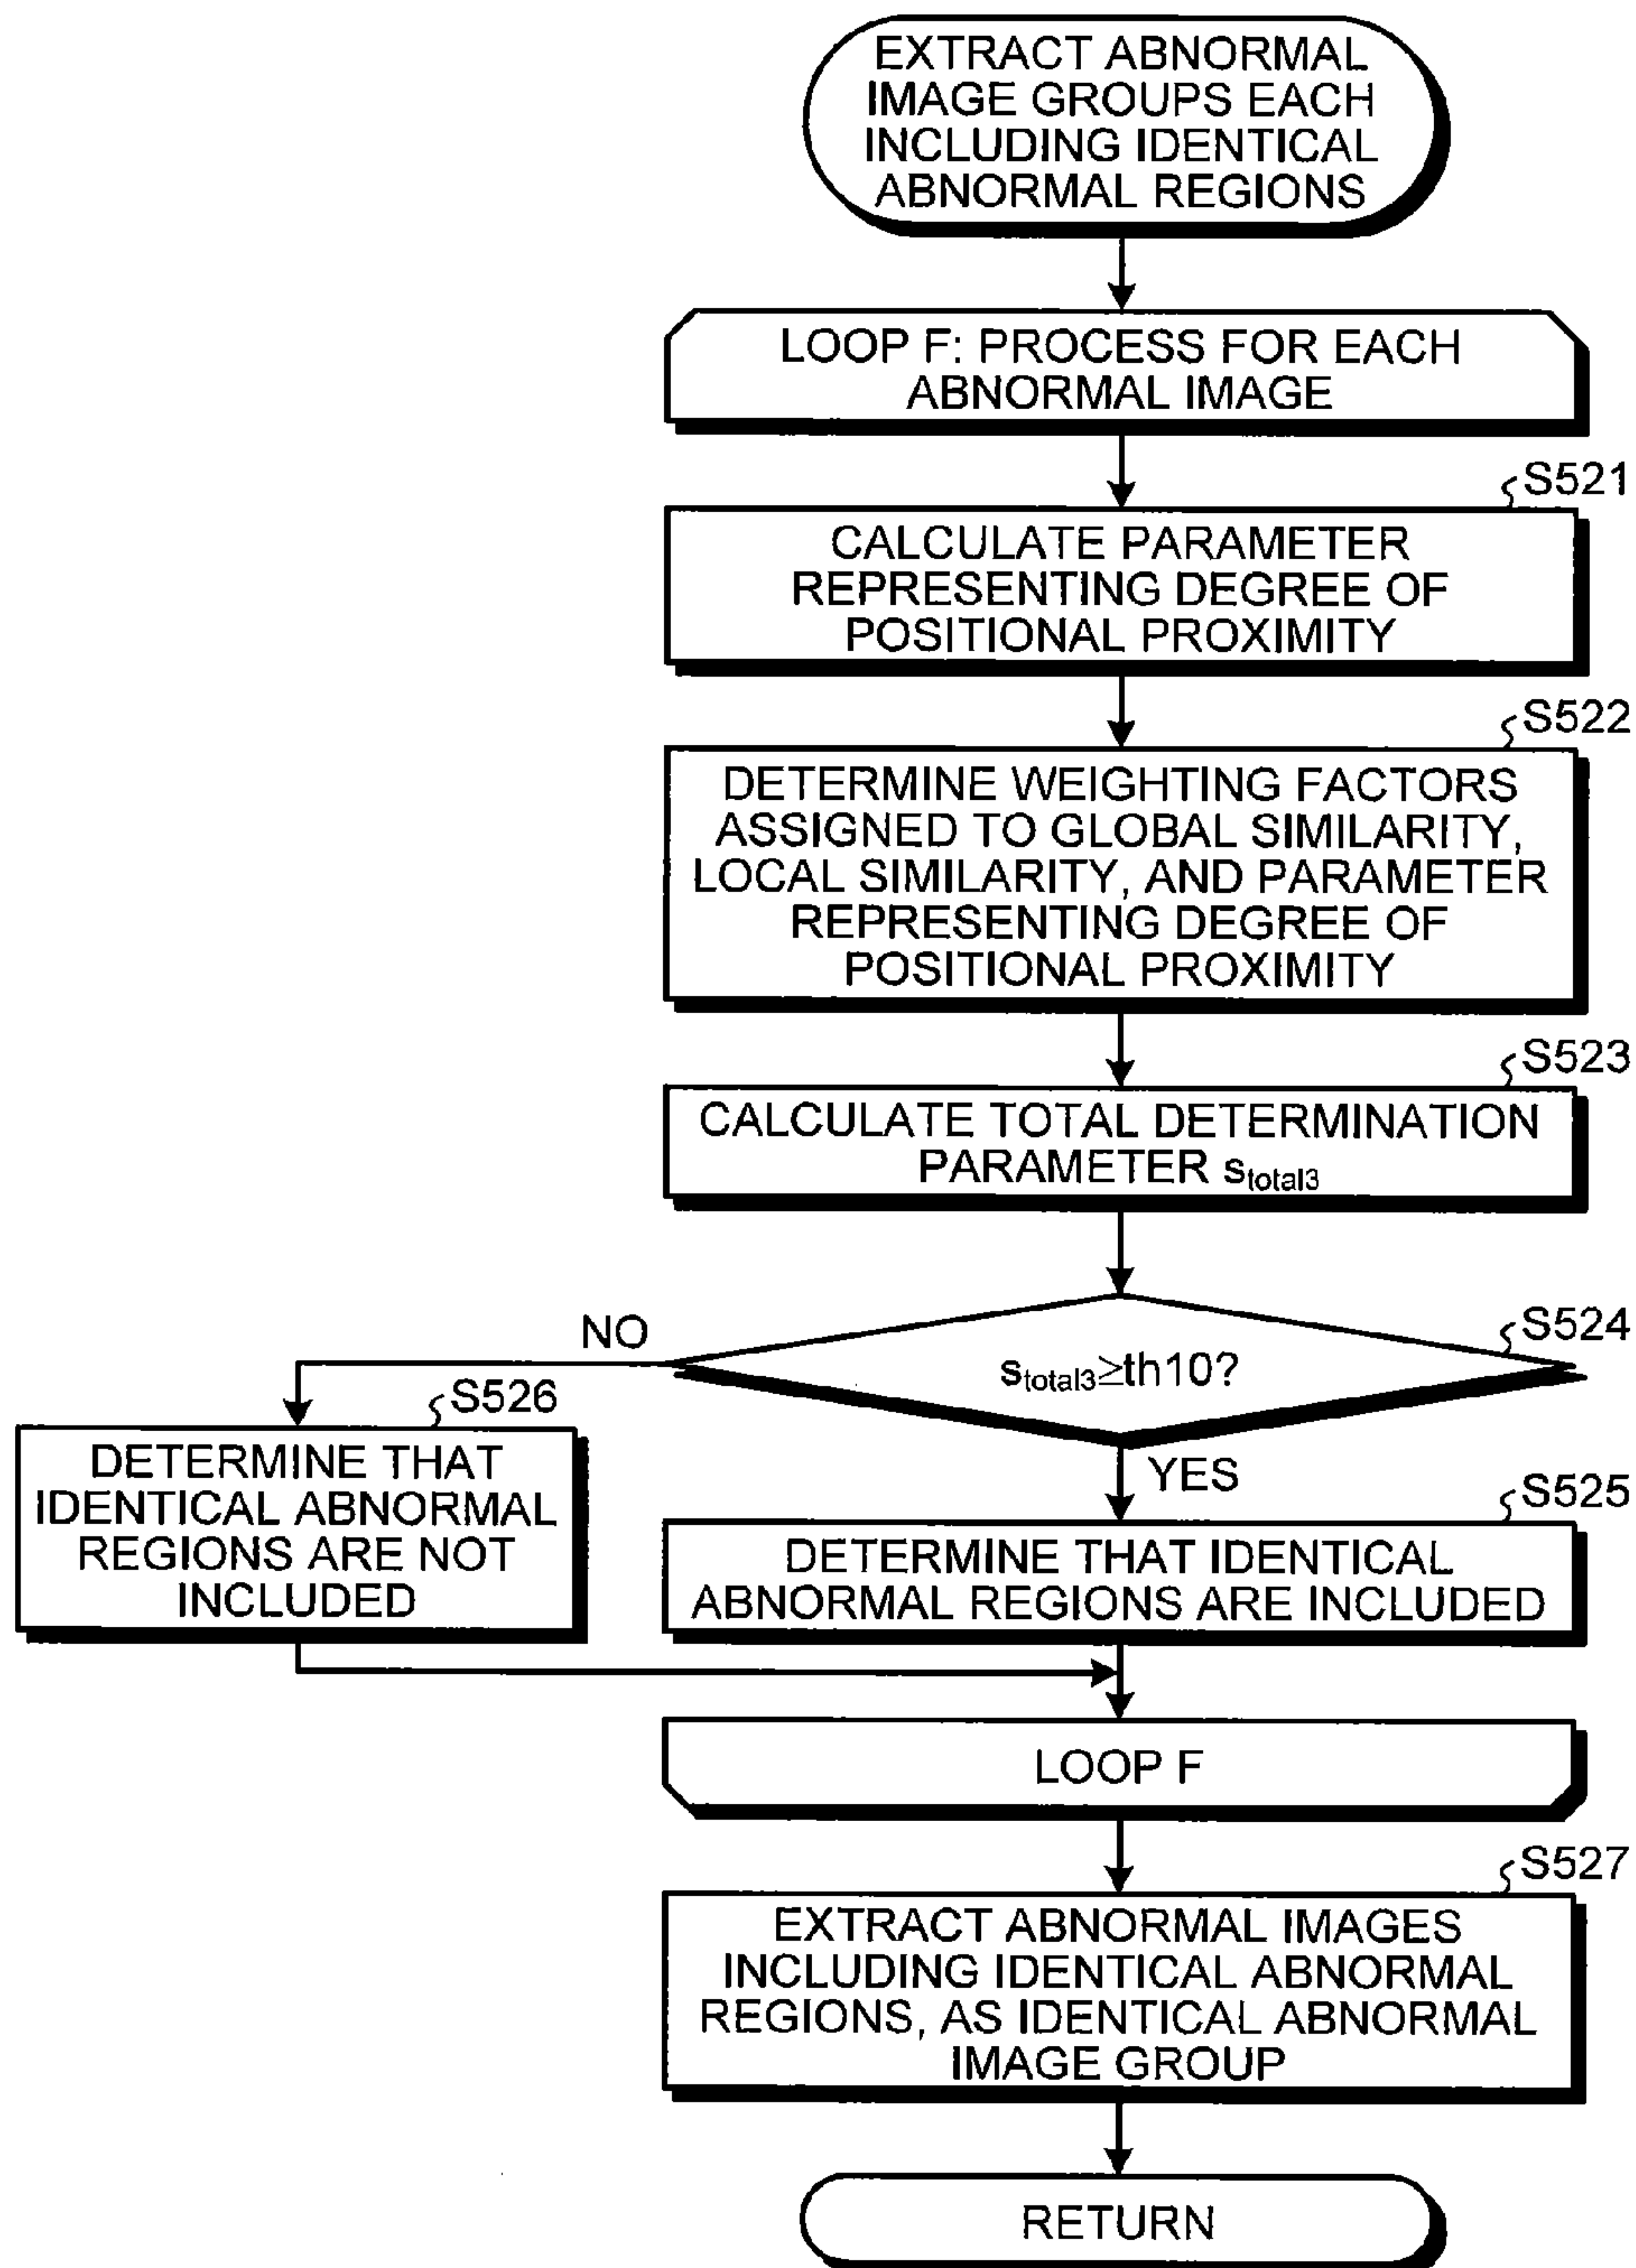 EXTRACT ABNORMAL
IMAGE GROUPS EACH
INCLUDING IDENTICAL
ABNORMAL REGIONS
LOOP F: PROCESS FOR EACH
ABNORMAL IMAGE
S521
CALCULATE PARAMETER
REPRESENTING DEGREE OF
POSITIONAL PROXIMITY
S522
DETERMINE WEIGHTING FACTORS
ASSIGNED TO GLOBAL SIMILARITY,
LOCAL SIMILARITY, AND PARAMETER
REPRESENTING DEGREE OF
POSITIONAL PROXIMITY
S523
CALCULATE TOTAL DETERMINATION
PARAMETER stotal3
S524
stotal3≥th10?
NO
YES
S526
DETERMINE THAT
IDENTICAL ABNORMAL
REGIONS ARE NOT
INCLUDED
S525
DETERMINE THAT IDENTICAL
ABNORMAL REGIONS ARE INCLUDED
LOOP F
S527
EXTRACT ABNORMAL IMAGES
INCLUDING IDENTICAL ABNORMAL
REGIONS, AS IDENTICAL ABNORMAL
IMAGE GROUP
RETURN